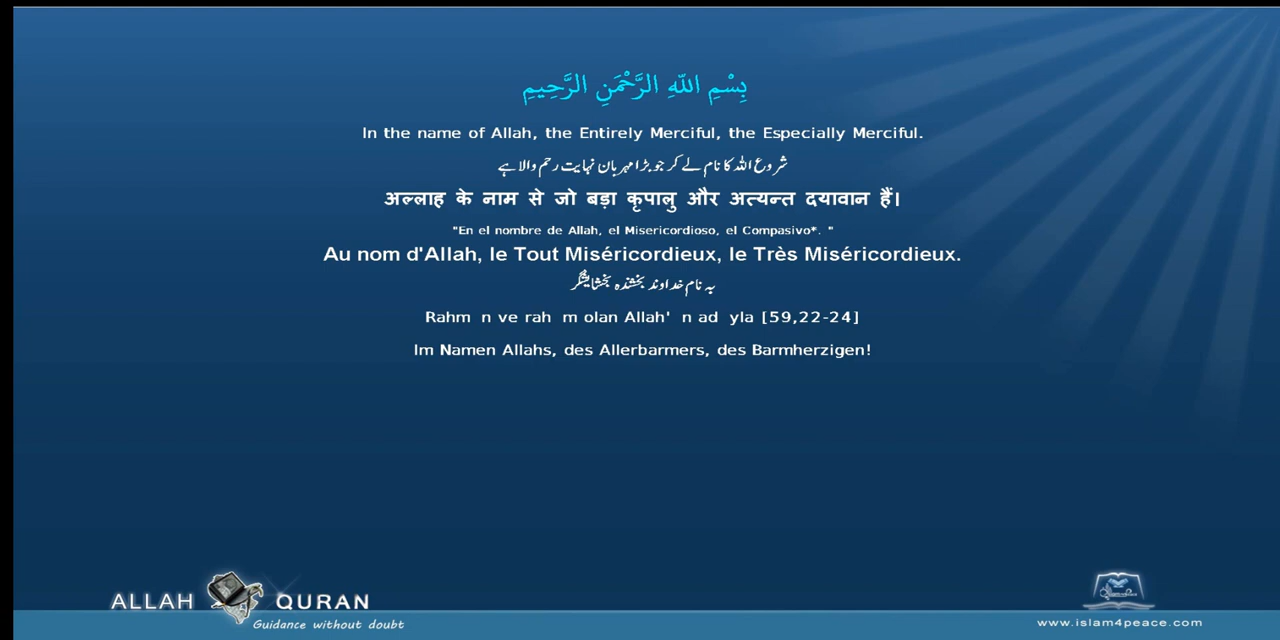 بِسْمِ اللّٰهِ الرَّحْمَنِ الرَّحِيمِ
In the name of Allah, the Entirely Merciful, the Especially Merciful.
شروع الله کا نام لے کر جو بڑا مہربان نہایت رحم والا ہے
अल्लाह के नाम से जो बड़ा कृपालु और अत्यन्त दयावान हैं।
"En el nombre de Allah, el Misericordioso, el Compasivo*. "
Au nom d'Allah, le Tout Miséricordieux, le Très Miséricordieux.
به نام خداوند بخشنده بخشایشگر
Rahm n ve rah m olan Allah' n ad yla [59,22-24]
Im Namen Allahs, des Allerbarmers, des Barmherzigen!
ALLAH QURAN
Guidance without doubt
www.islam4peace.com